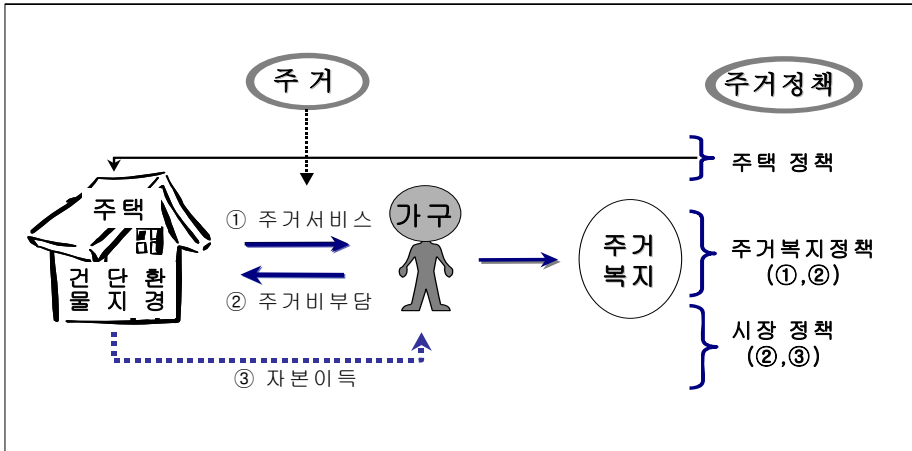 주 거
주거정책
주택 정책
주택
① 주거서비스
가구
건 단 환
물 지 경
② 주거비부담
주거
복지
주거복지정책
(①,②)
시장 정책
(②,③)
③ 자본이득